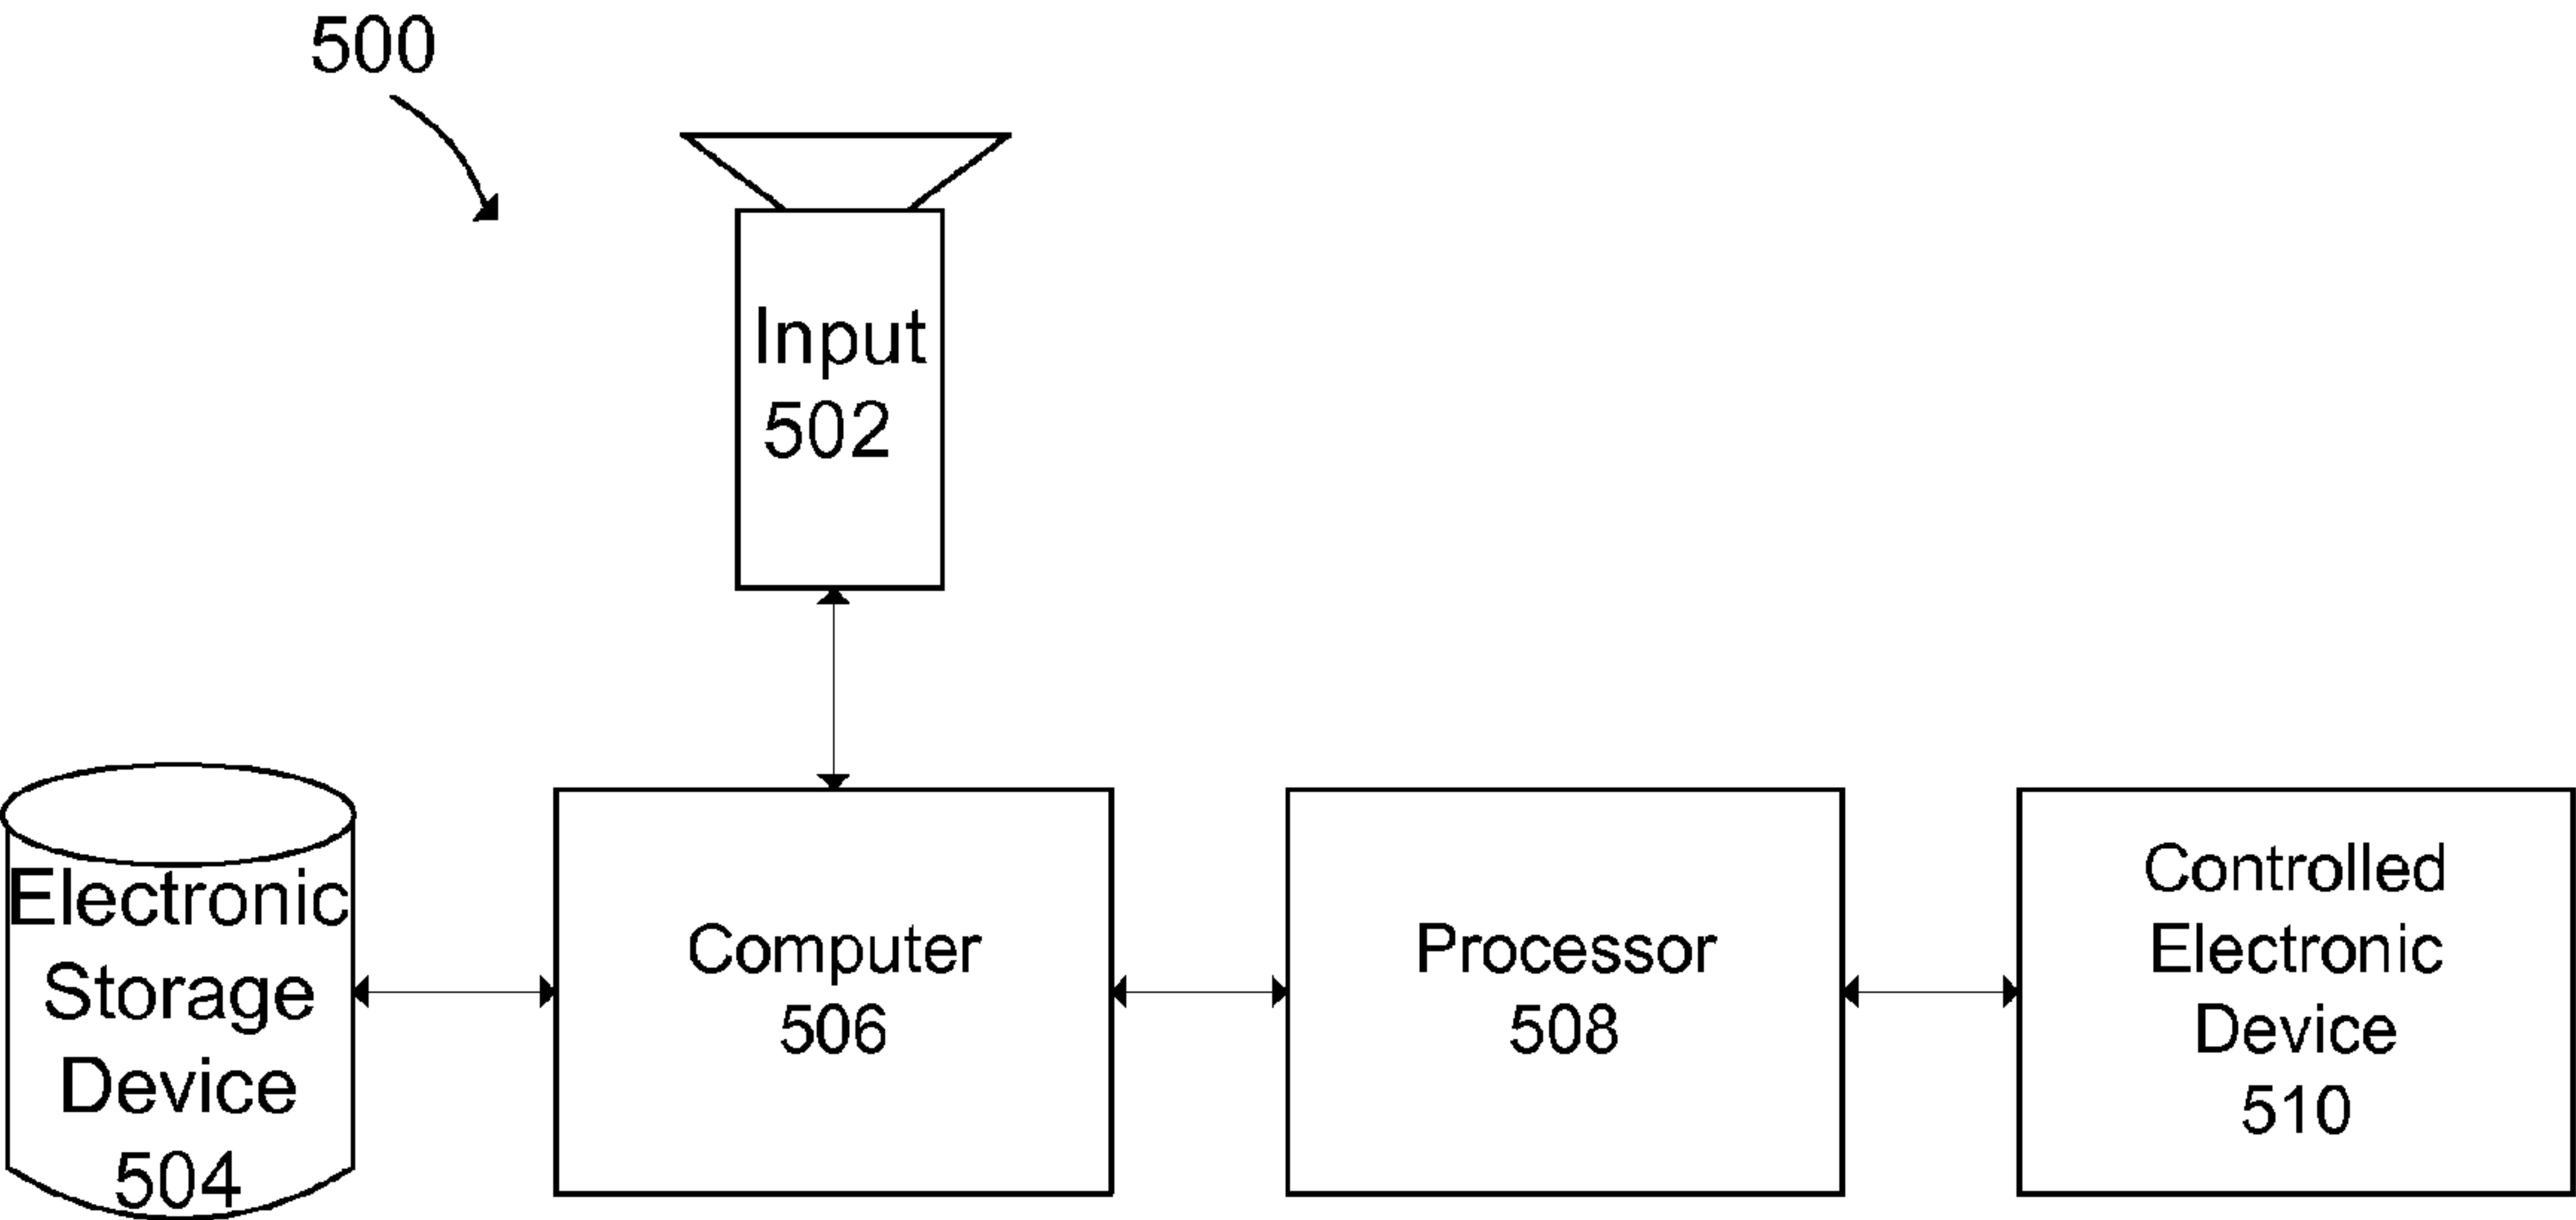 500
Input
502
Electronic
Storage
Device
504
Computer
506
Processor
508
Controlled
Electronic
Device
510